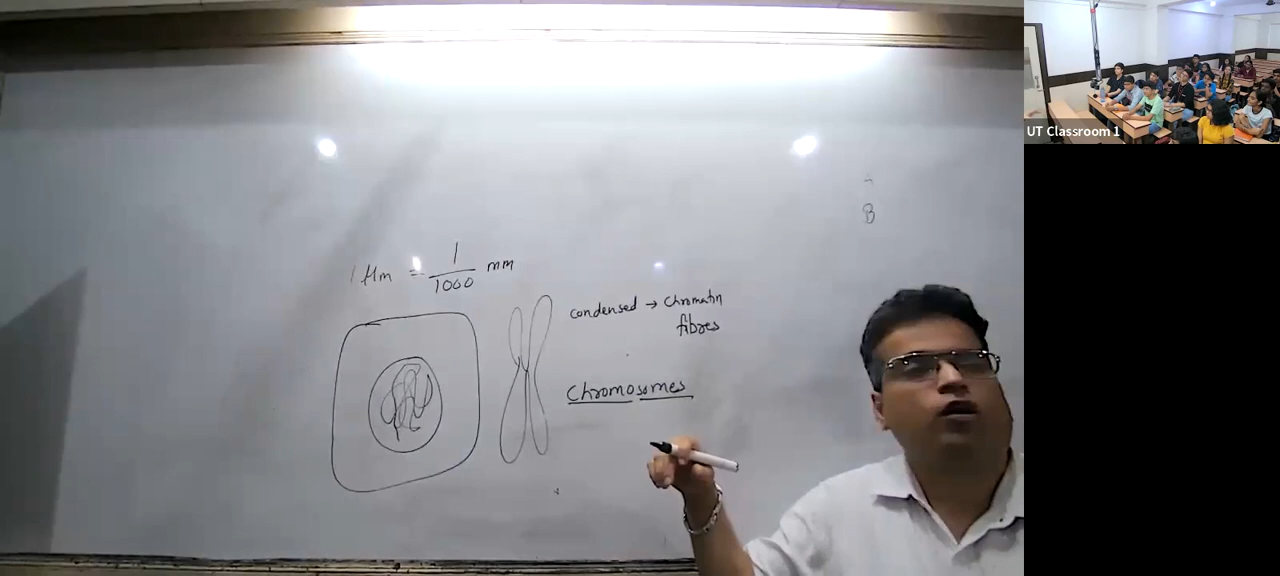 UT Classroom 1
A
B
1 μm = 1/1000 mm
condensed → Chromatin
fibres
Chromosomes